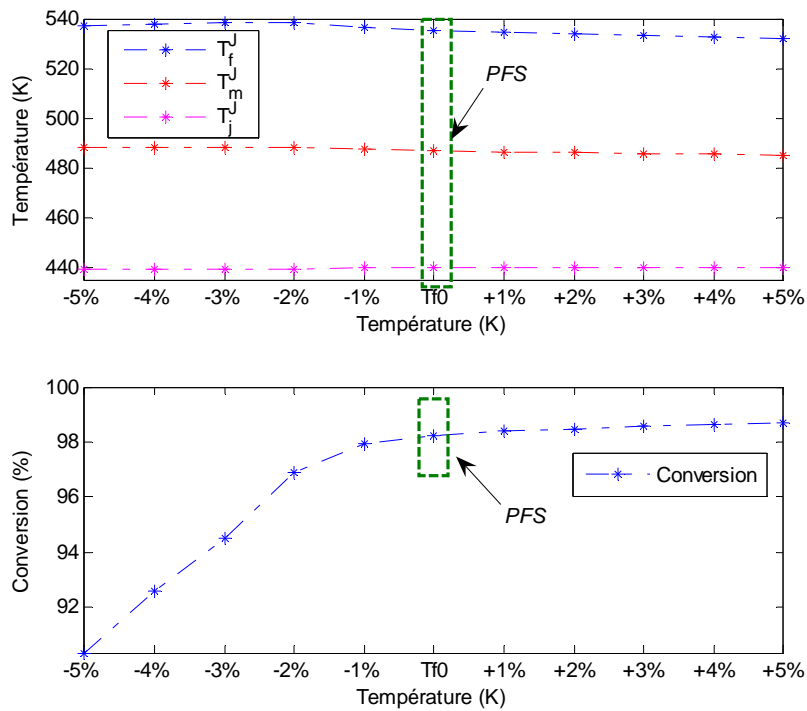 540
520
500
480
460
440
Température (K)
T_f^J
T_m^J
T_j^J
PFS
-5% -4% -3% -2% -1% Tf0 +1% +2% +3% +4% +5%
Température (K)
100
98
96
94
92
Conversion (%)
Conversion
PFS
-5% -4% -3% -2% -1% Tf0 +1% +2% +3% +4% +5%
Température (K)